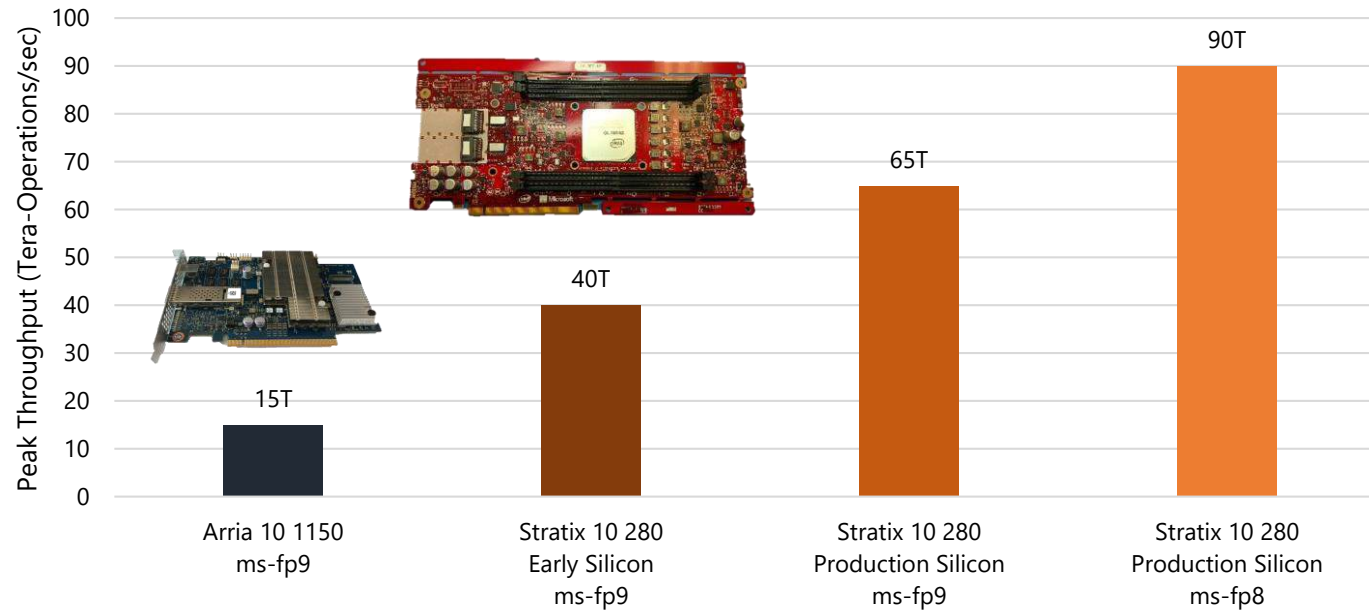 Peak Throughput (Tera-Operations/sec)
100
90
80
70
60
50
40
30
20
10
0
15T
40T
65T
90T
Arria 10 1150
ms-fp9
Stratix 10 280
Early Silicon
ms-fp9
Stratix 10 280
Production Silicon
ms-fp9
Stratix 10 280
Production Silicon
ms-fp8
intel
Microsoft